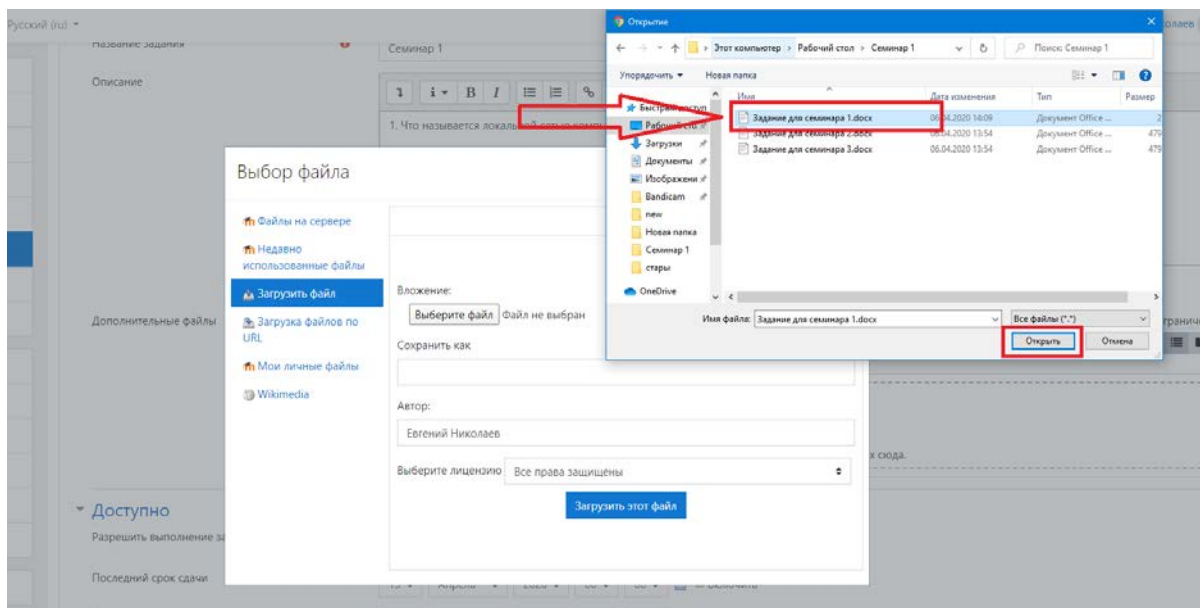 Русский (ru)
Название задания
Семинар 1
Описание
B I
1. Что называется
Дополнительные файлы
х сюда.
Доступно
Разрешить выполнение
Последний срок сдачи
Выбор файла
Файлы на сервере
Недавно
использованные файлы
Загрузить файл
Загрузка файлов по
URL
Мои личные файлы
Wikimedia
Вложение:
Выберите файл Файл не выбран
Сохранить как
Автор:
Евгений Николаев
Выберите лицензию Все права защищены
Загрузить этот файл
Открытие
Этот компьютер › Рабочий стол › Семинар 1
Поиск: Семинар 1
Упорядочить Новая папка
Имя Дата изменения Тип Размер
Задание для семинара 1.docx 06.04.2020 14:09 Документ Office ... 2
Задание для семинара 2.docx 06.04.2020 13:54 Документ Office ... 479
Задание для семинара 3.docx 06.04.2020 13:54 Документ Office ... 479
Загрузки
Документы
Изображени
Bandicam
new
Новая папка
Семинар 1
стары
OneDrive
Имя файла: Задание для семинара 1.docx Все файлы (*.*)
Открыть Отмена